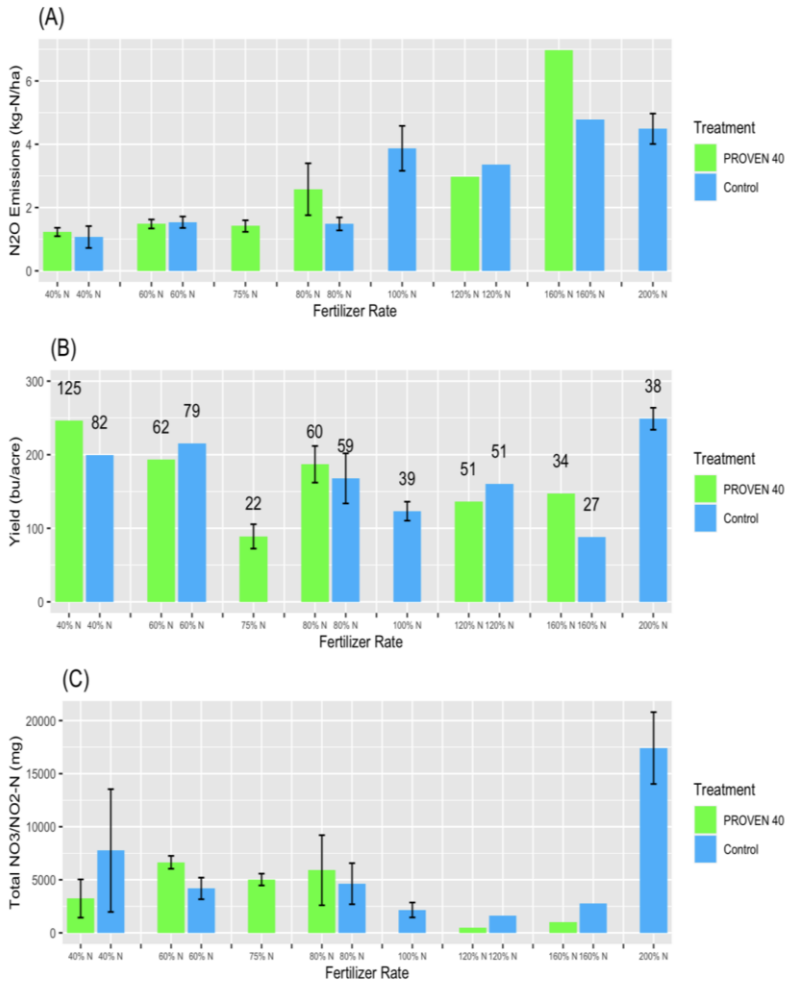 (A)
N2O Emissions (kg-N/ha)
6
4
2
0
40% N 40% N 60% N 60% N 75% N 80% N 80% N 100% N 120% N 120% N 160% N 160% N 200% N
Fertilizer Rate
Treatment
PROVEN 40
Control
(B)
Yield (bu/acre)
300
200
100
0
125 82 62 79 22 60 59 39 51 51 34 27 38
40% N 40% N 60% N 60% N 75% N 80% N 80% N 100% N 120% N 120% N 160% N 160% N 200% N
Fertilizer Rate
Treatment
PROVEN 40
Control
(C)
Total NO3/NO2-N (mg)
20000
15000
10000
5000
0
40% N 40% N 60% N 60% N 75% N 80% N 80% N 100% N 120% N 120% N 160% N 160% N 200% N
Fertilizer Rate
Treatment
PROVEN 40
Control